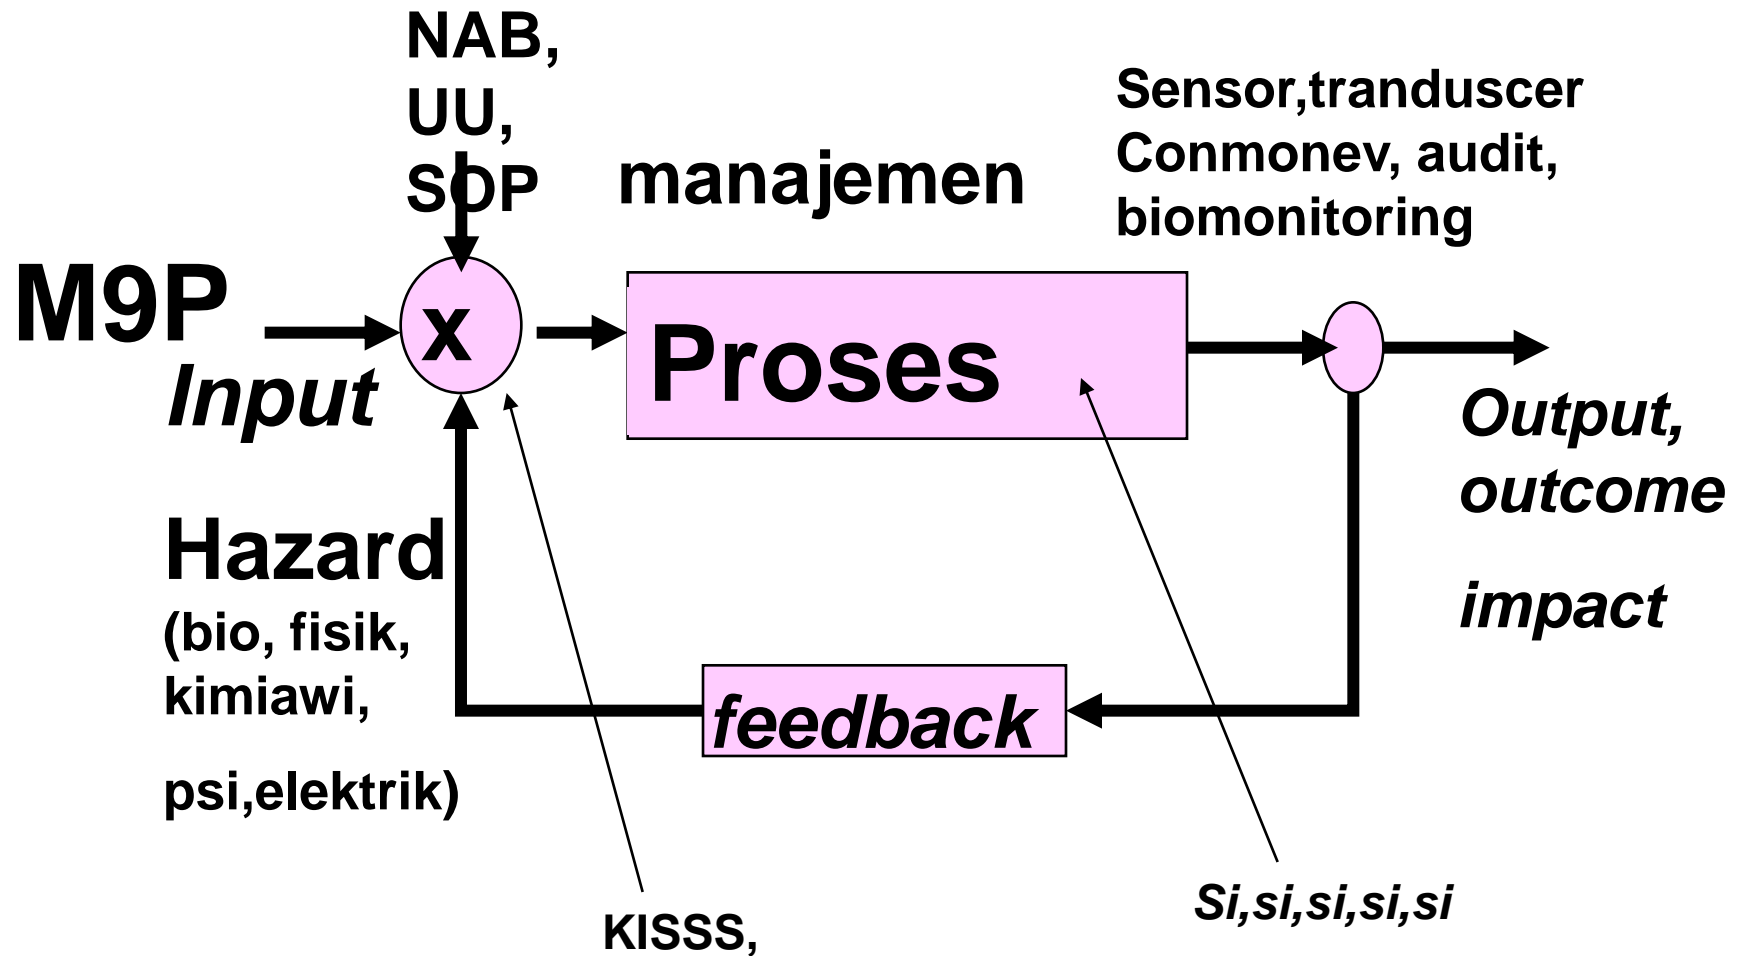 NAB,
UU,
SOP
manajemen
Sensor,tranduscer
Conmonev, audit,
biomonitoring
M9P
Input
x
Proses
Output,
outcome
impact
Hazard
(bio, fisik,
kimiawi,
psi,elektrik)
feedback
KISSS,
Si,si,si,si,si